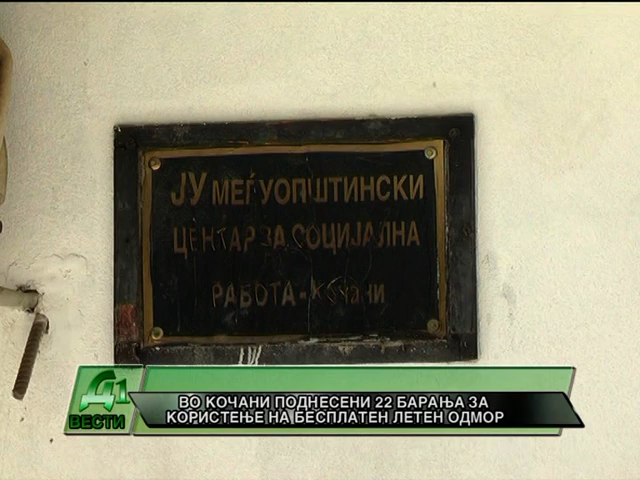 ЈУ МЕЃУОПШТИНСКИ
ЦЕНТАР ЗА СОЦИЈАЛНА
РАБОТА - КОЧАНИ
Д1
ВЕСТИ
ВО КОЧАНИ ПОДНЕСЕНИ 22 БАРАЊА ЗА
КОРИСТЕЊЕ НА БЕСПЛАТЕН ЛЕТЕН ОДМОР